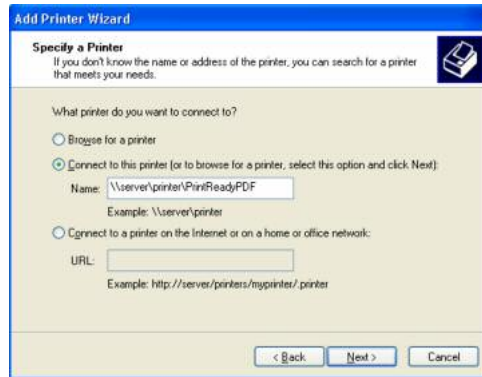 Add Printer Wizard
Specify a Printer
If you don't know the name or address of the printer, you can search for a printer
that meets your needs.
What printer do you want to connect to?
Browse for a printer
Connect to this printer (or to browse for a printer, select this option and click Next):
Name: \\server\printer\PrintReadyPDF
Example: \\server\printer
Connect to a printer on the Internet or on a home or office network:
URL:
Example: http://server/printers/myprinter/.printer
< Back Next > Cancel